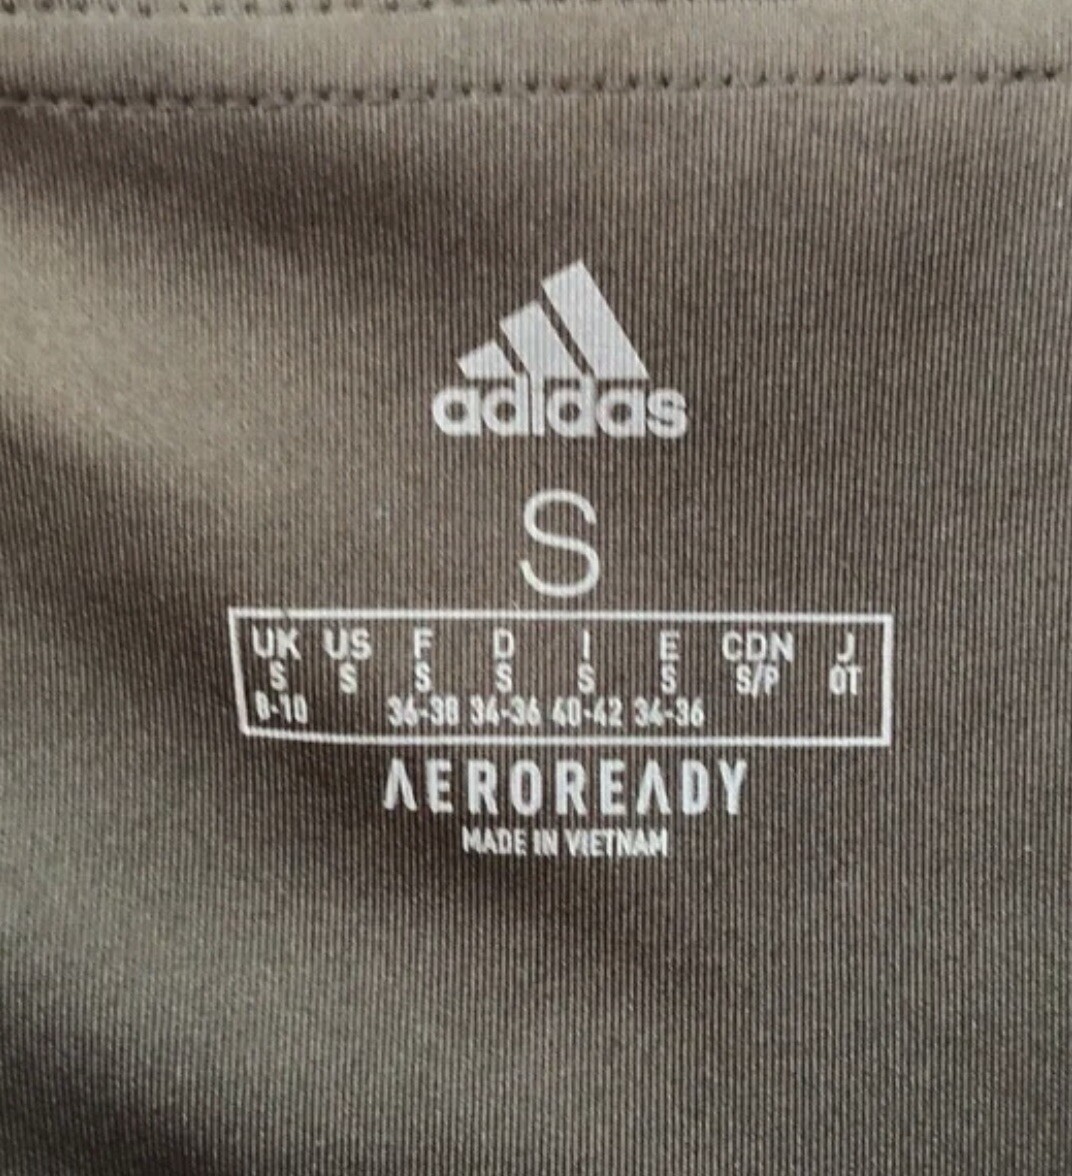 adidas
S
UK US F D I E CDN J
S S S S S S S/P OT
8-10 36-38 34-36 40-42 34-36
AEROREADY
MADE IN VIETNAM